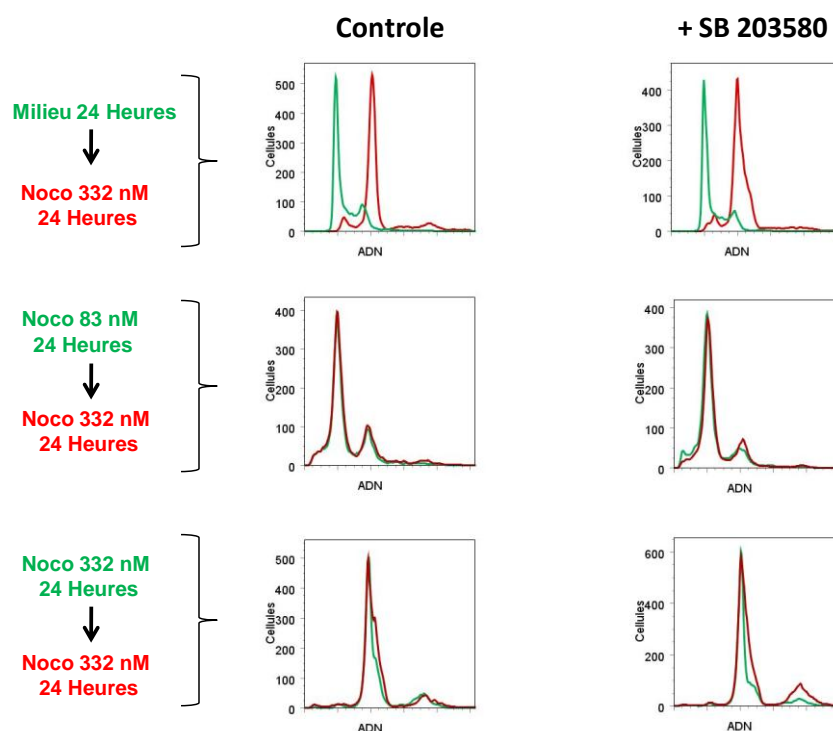 Controle
+ SB 203580
Milieu 24 Heures
Noco 332 nM
24 Heures
500
400
300
200
100
0
Cellules
ADN
400
300
200
100
0
Cellules
ADN
Noco 83 nM
24 Heures
Noco 332 nM
24 Heures
400
300
200
100
0
Cellules
ADN
400
300
200
100
0
Cellules
ADN
Noco 332 nM
24 Heures
Noco 332 nM
24 Heures
500
400
300
200
100
0
Cellules
ADN
600
400
200
0
Cellules
ADN